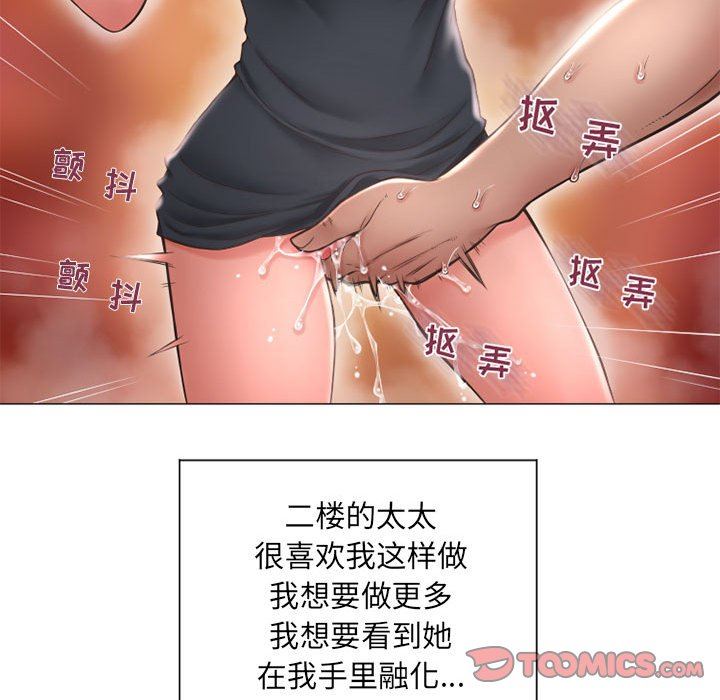 颤抖
抠弄
颤抖
抠弄
抠弄
二楼的太太
很喜欢我这样做
我想要做更多
我想要看到她
在我手里融化...
TOOMICS.COM